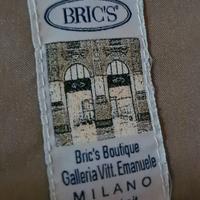 BRIC'S®
Bric's Boutique
Galleria Vitt. Emanuele
MILANO